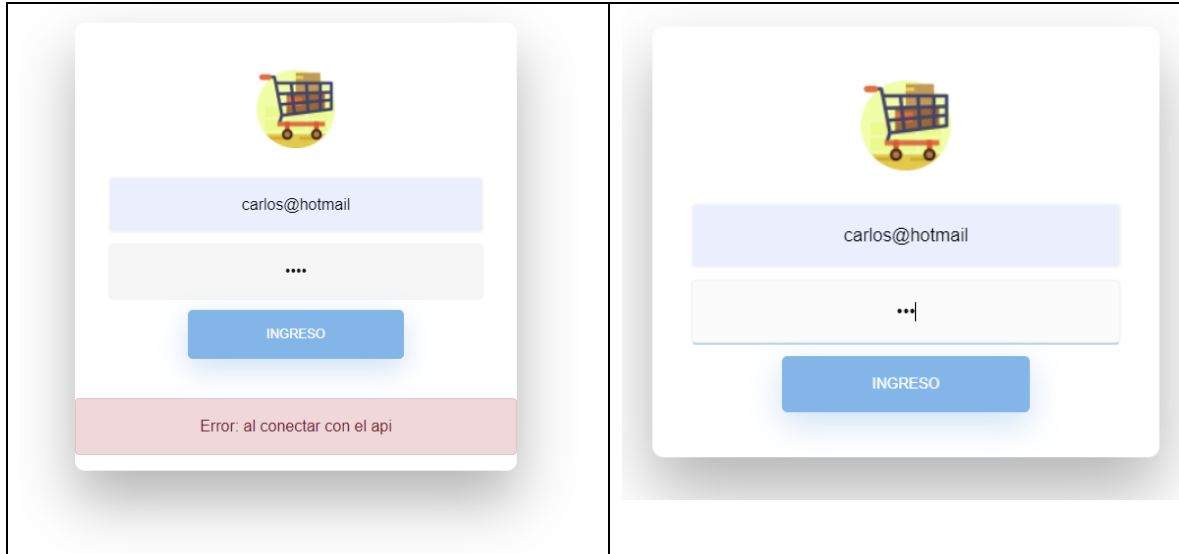 carlos@hotmail
••••
INGRESO
Error: al conectar con el api
carlos@hotmail
•••
INGRESO